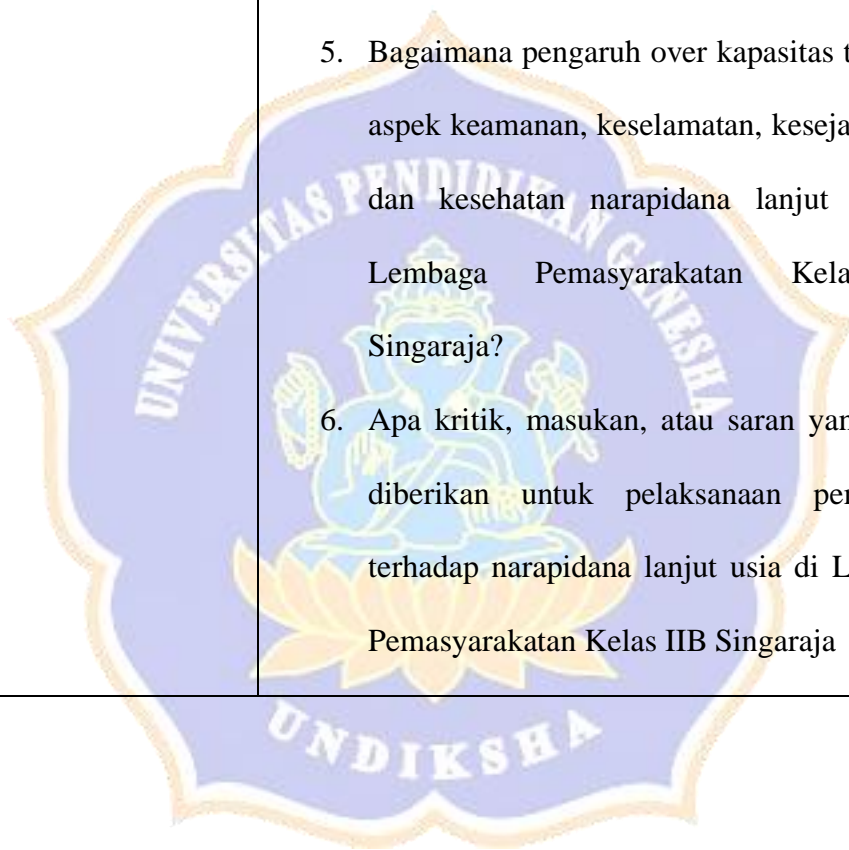 5. Bagaimana pengaruh over kapasitas t
aspek keamanan, keselamatan, keseja
dan kesehatan narapidana lanjut
Lembaga Pemasyarakatan Kela
Singaraja?
6. Apa kritik, masukan, atau saran yan
diberikan untuk pelaksanaan per
terhadap narapidana lanjut usia di L
Pemasyarakatan Kelas IIB Singaraja
UNIVERSITAS PENDIDIKAN GANESHA
UNDIKSHA